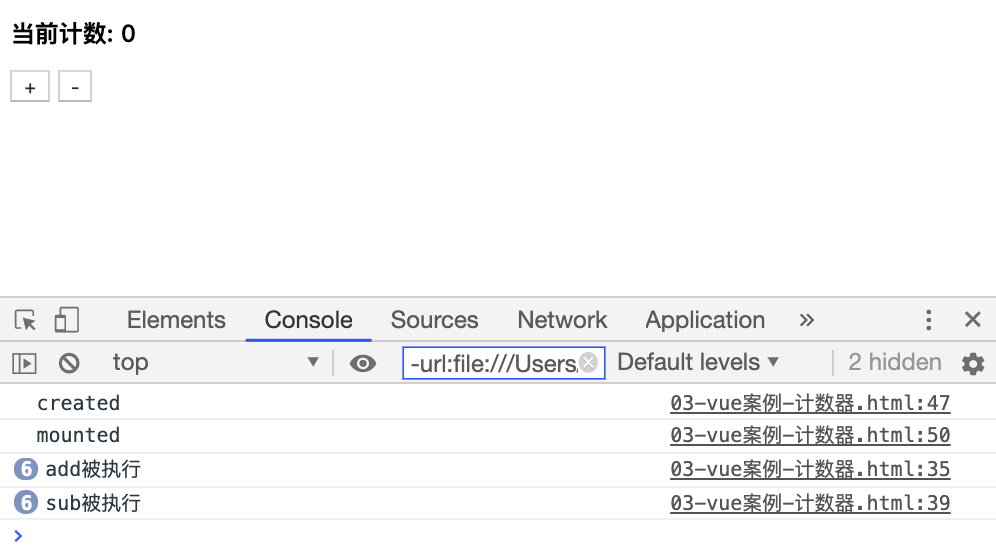 当前计数: 0
+ -
Elements Console Sources Network Application »
top -url:file:///Users/ Default levels ▼ 2 hidden
created 03-vue案例-计数器.html:47
mounted 03-vue案例-计数器.html:50
6 add被执行 03-vue案例-计数器.html:35
6 sub被执行 03-vue案例-计数器.html:39